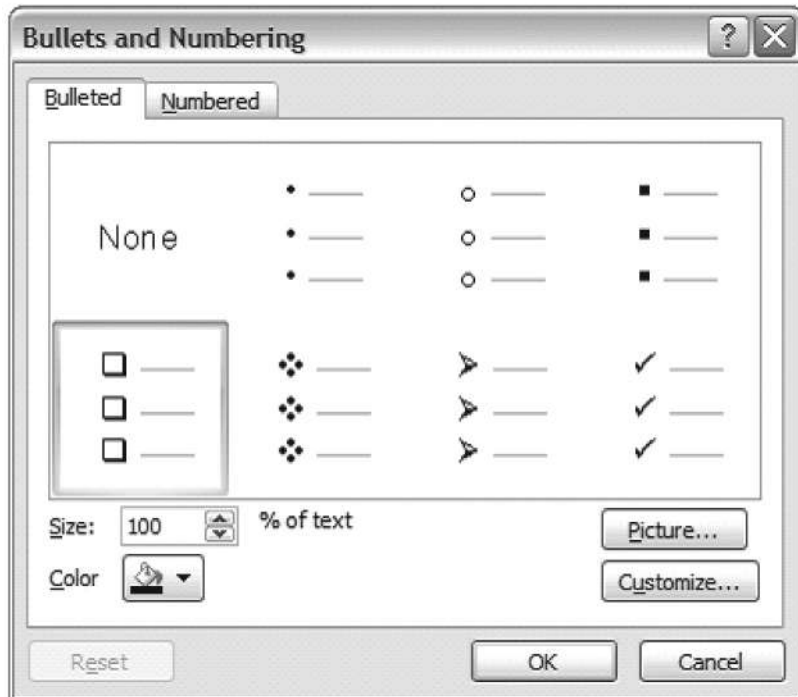 Bullets and Numbering
Bulleted Numbered
None
Size: 100 % of text Picture...
Color Customize...
Reset OK Cancel